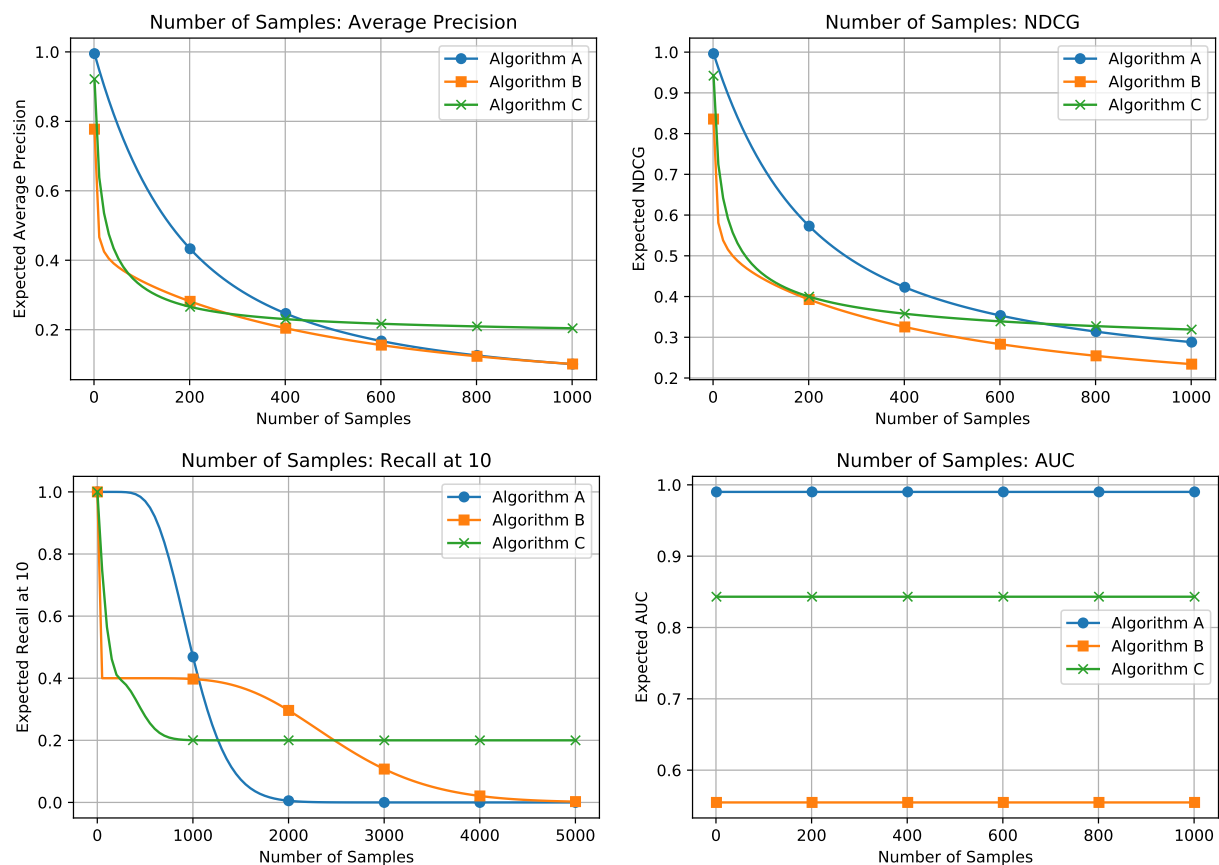 Number of Samples: Average Precision
Expected Average Precision
1.0
0.8
0.6
0.4
0.2
Algorithm A
Algorithm B
Algorithm C
0 200 400 600 800 1000
Number of Samples
Number of Samples: NDCG
Expected NDCG
1.0
0.9
0.8
0.7
0.6
0.5
0.4
0.3
0.2
Algorithm A
Algorithm B
Algorithm C
0 200 400 600 800 1000
Number of Samples
Number of Samples: Recall at 10
Expected Recall at 10
1.0
0.8
0.6
0.4
0.2
0.0
Algorithm A
Algorithm B
Algorithm C
0 1000 2000 3000 4000 5000
Number of Samples
Number of Samples: AUC
Expected AUC
1.0
0.9
0.8
0.7
0.6
Algorithm A
Algorithm B
Algorithm C
0 200 400 600 800 1000
Number of Samples